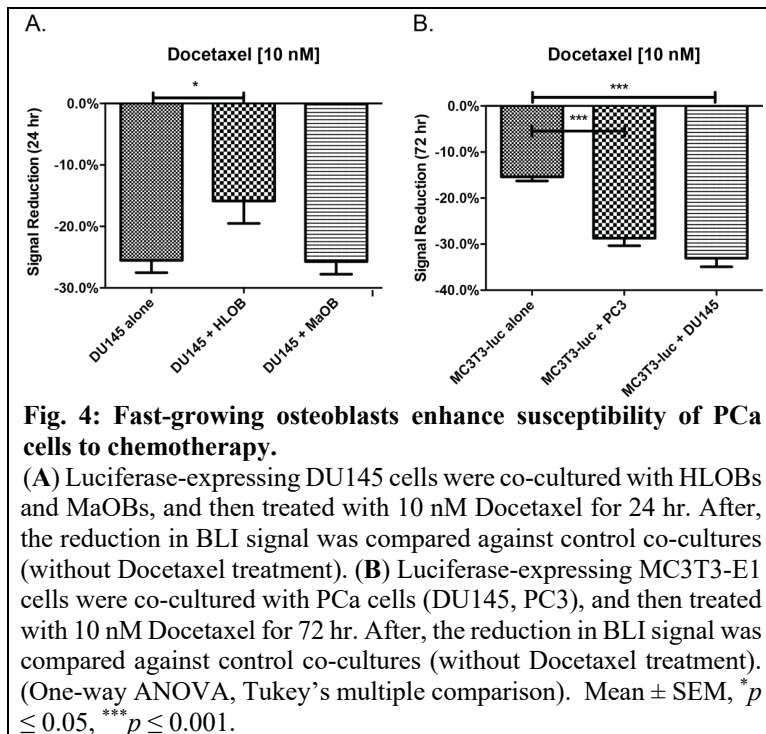 A.
Docetaxel [10 nM]
*
0.0%
-10.0%
-20.0%
-30.0%
Signal Reduction (24 hr)
DU145 alone
DU145 + HLOB
DU145 + MaOB
B.
Docetaxel [10 nM]
***
***
0.0%
-10.0%
-20.0%
-30.0%
-40.0%
Signal Reduction (72 hr)
MC3T3-luc alone
MC3T3-luc + PC3
MC3T3-luc + DU145
Fig. 4: Fast-growing osteoblasts enhance susceptibility of PCa
cells to chemotherapy.
(A) Luciferase-expressing DU145 cells were co-cultured with HLOBs
and MaOBs, and then treated with 10 nM Docetaxel for 24 hr. After,
the reduction in BLI signal was compared against control co-cultures
(without Docetaxel treatment). (B) Luciferase-expressing MC3T3-E1
cells were co-cultured with PCa cells (DU145, PC3), and then treated
with 10 nM Docetaxel for 72 hr. After, the reduction in BLI signal was
compared against control co-cultures (without Docetaxel treatment).
(One-way ANOVA, Tukey's multiple comparison). Mean ± SEM, *p
≤ 0.05, ***p ≤ 0.001.